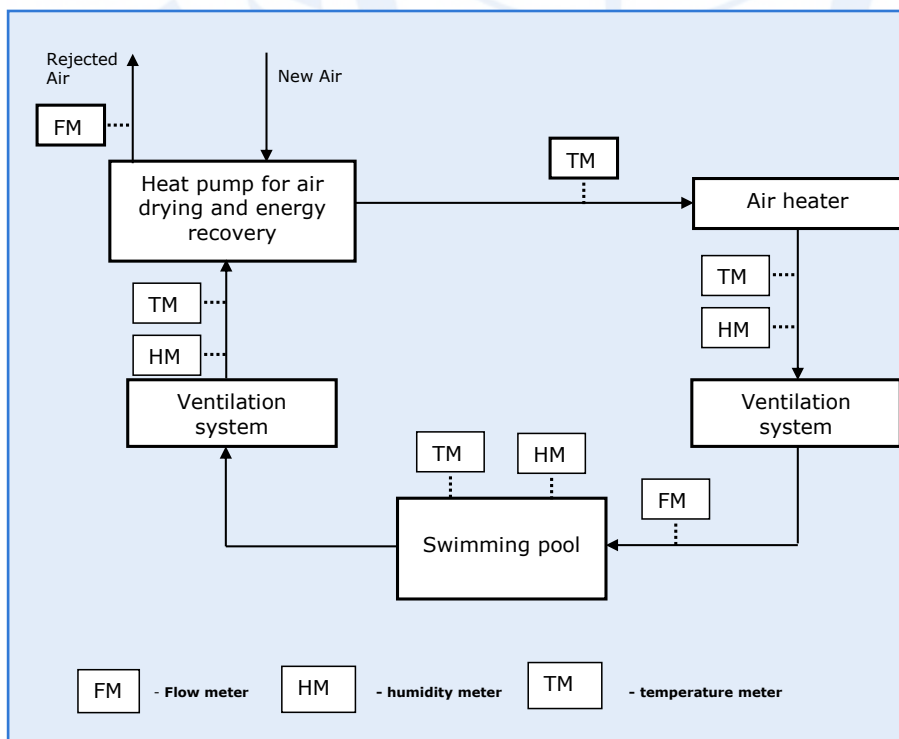 Rejected
Air
New Air
FM
TM
Heat pump for air
drying and energy
recovery
Air heater
TM
HM
TM
HM
Ventilation
system
Ventilation
system
TM
HM
FM
Swimming pool
FM - Flow meter HM - humidity meter TM - temperature meter